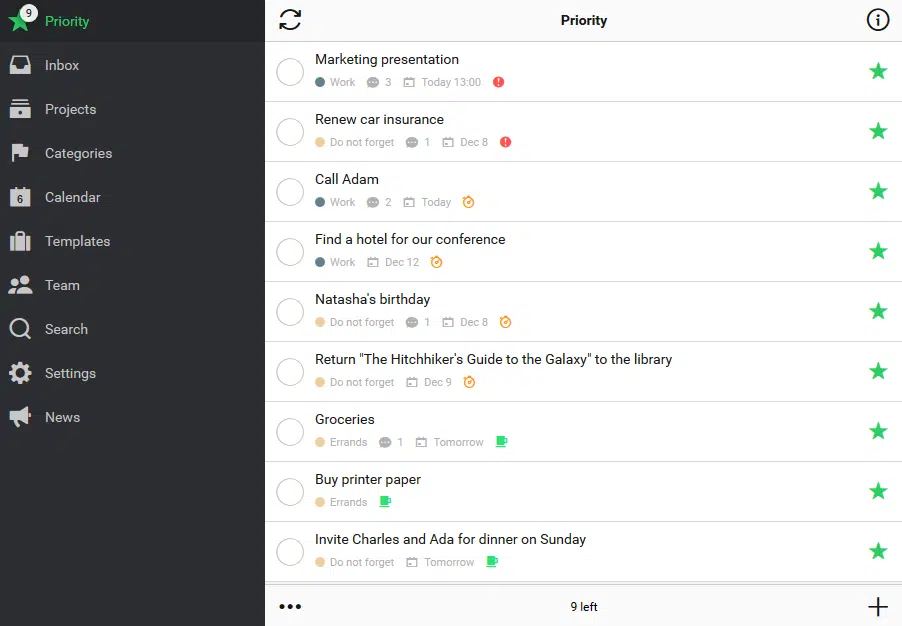 9
Priority
Inbox
Projects
Categories
6
Calendar
Templates
Team
Search
Settings
News
Priority
Marketing presentation
Work 3 Today 13:00
Renew car insurance
Do not forget 1 Dec 8
Call Adam
Work 2 Today
Find a hotel for our conference
Work Dec 12
Natasha's birthday
Do not forget 1 Dec 8
Return "The Hitchhiker's Guide to the Galaxy" to the library
Do not forget Dec 9
Groceries
Errands 1 Tomorrow
Buy printer paper
Errands
Invite Charles and Ada for dinner on Sunday
Do not forget Tomorrow
9 left